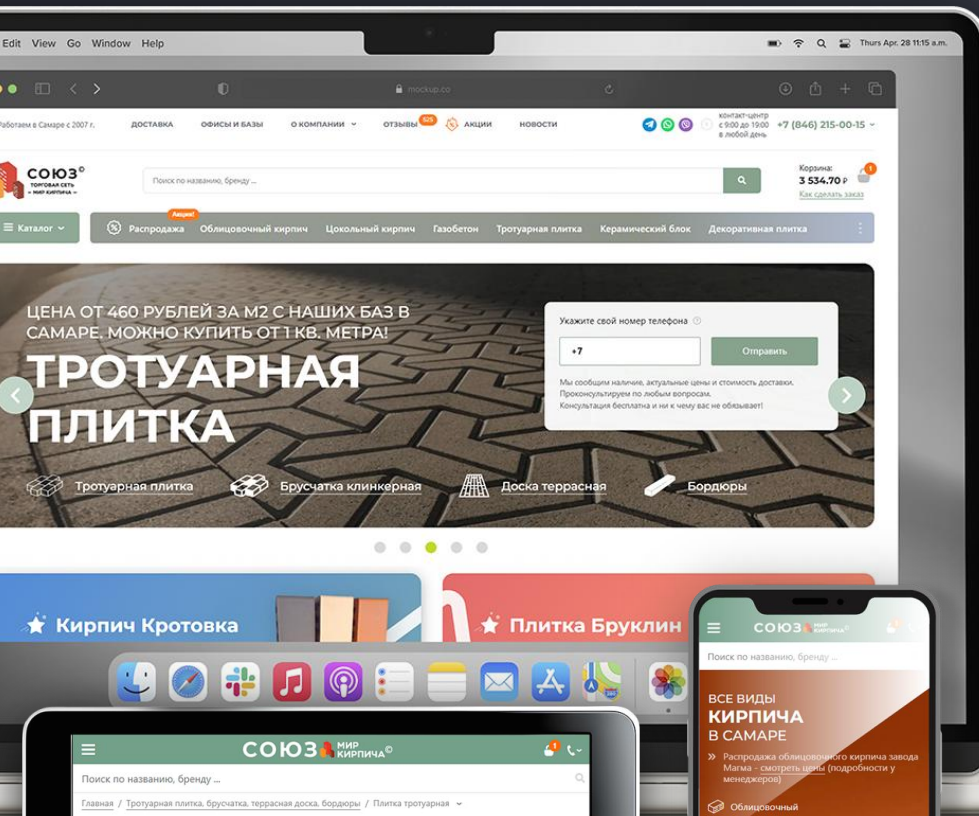 Edit View Go Window Help
Thurs Apr. 28 11:15 a.m.
mockup.co
Работаем в Самаре с 2007 г.
ДОСТАВКА
ОФИСЫ И БАЗЫ
О КОМПАНИИ
ОТЗЫВЫ 525
АКЦИИ
НОВОСТИ
контакт-центр
с 9:00 до 19:00
в любой день
+7 (846) 215-00-15
СОЮЗ©
ТОРГОВАЯ СЕТЬ
– МИР КИРПИЧА –
Поиск по названию, бренду ...
Корзина: 1
3 534.70 ₽
Как сделать заказ
Каталог
Акция!
Распродажа Облицовочный кирпич Цокольный кирпич Газобетон Тротуарная плитка Керамический блок Декоративная плитка
ЦЕНА ОТ 460 РУБЛЕЙ ЗА М2 С НАШИХ БАЗ В
САМАРЕ. МОЖНО КУПИТЬ ОТ 1 КВ. МЕТРА!
ТРОТУАРНАЯ
ПЛИТКА
Тротуарная плитка
Брусчатка клинкерная
Доска террасная
Бордюры
Укажите свой номер телефона
+7
Отправить
Мы сообщим наличие, актуальные цены и стоимость доставки.
Проконсультируем по любым вопросам.
Консультация бесплатна и ни к чему вас не обязывает!
Кирпич Кротовка
Плитка Бруклин
СОЮЗ МИР
КИРПИЧА©
1
Поиск по названию, бренду ...
Главная / Тротуарная плитка, брусчатка, террасная доска, бордюры / Плитка тротуарная
СОЮЗ МИР
КИРПИЧА©
Поиск по названию, бренду ...
ВСЕ ВИДЫ
КИРПИЧА
В САМАРЕ
Распродажа облицовочного кирпича завода
Магма - смотреть цены (подробности у
менеджеров)
Облицовочный